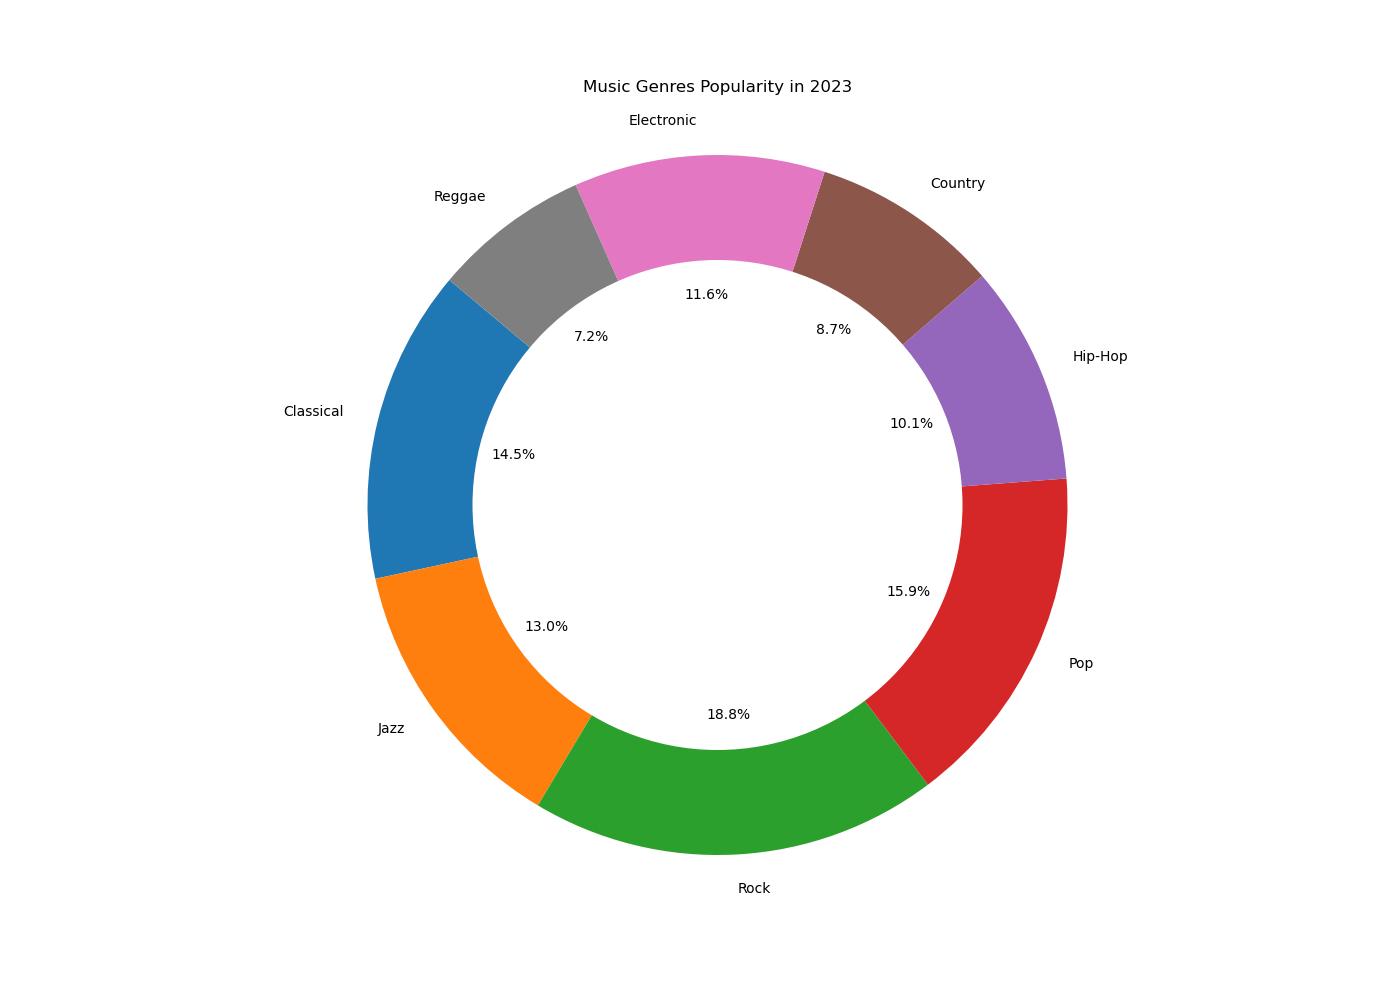 Music Genres Popularity in 2023
Electronic
Country
Reggae
11.6%
8.7%
7.2%
Hip-Hop
Classical
10.1%
14.5%
15.9%
13.0%
Pop
18.8%
Jazz
Rock